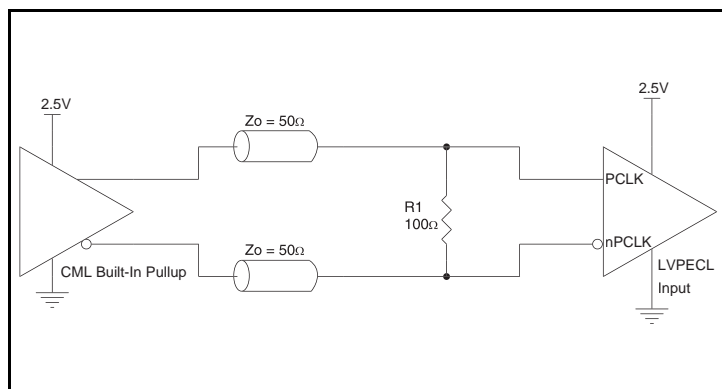 2.5V
2.5V
Zo = 50Ω
PCLK
R1
100Ω
nPCLK
Zo = 50Ω
CML Built-In Pullup
LVPECL
Input